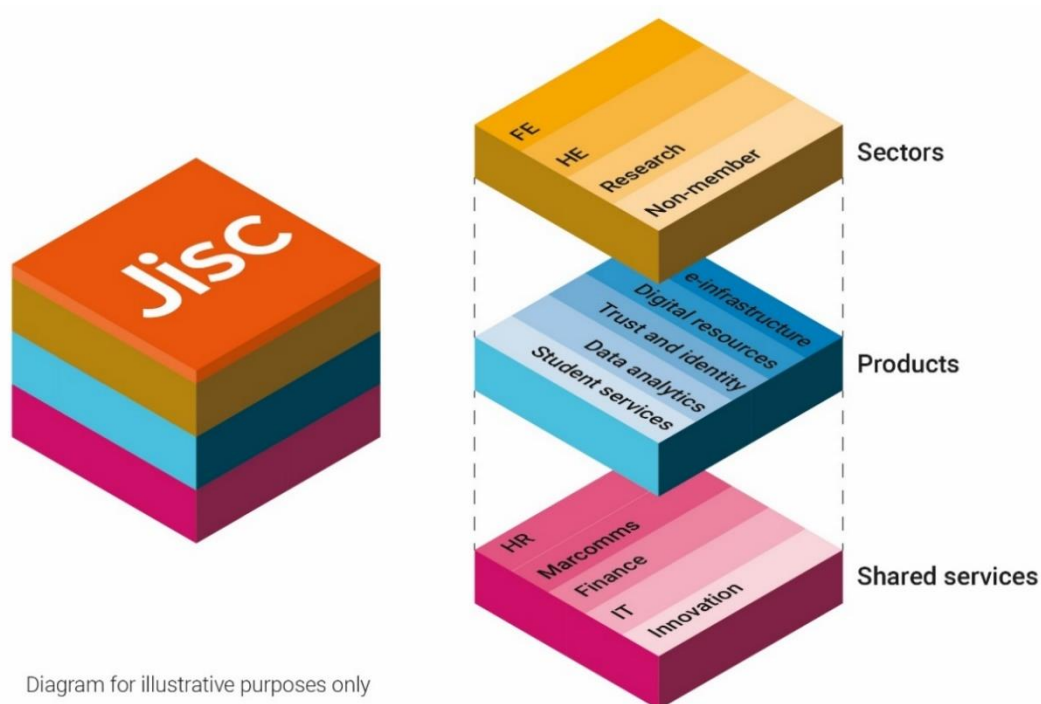 Jisc
FE
HE
Research
Non-member
Sectors
e-infrastructure
Digital resources
Trust and identity
Data analytics
Student services
Products
HR
Marcomms
Finance
IT
Innovation
Shared services
Diagram for illustrative purposes only